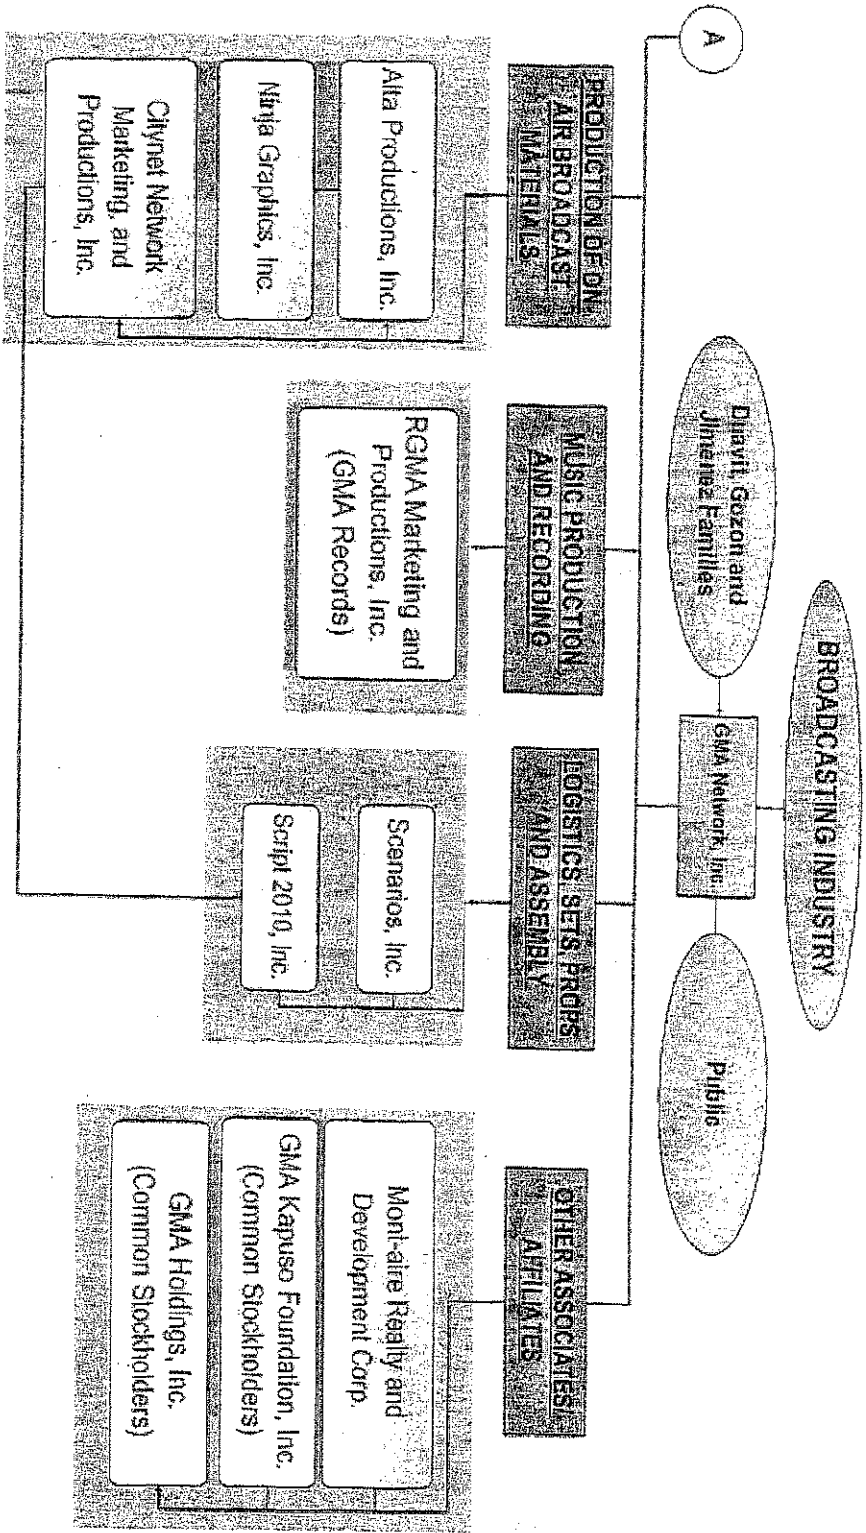 BROADCASTING INDUSTRY
Duavit, Gozon and
Jimenez Families
GMA Network, Inc.
Public
A
PRODUCTION OF ON
AIR BROADCAST
MATERIALS
Alta Productions, Inc.
Ninja Graphics, Inc.
Citynet Network
Marketing, and
Productions, Inc.
MUSIC PRODUCTION
AND RECORDING
RGMA Marketing and
Productions, Inc.
(GMA Records)
LOGISTICS, SETS, PROPS
AND ASSEMBLY
Scenarios, Inc.
Script 2010, Inc.
OTHER ASSOCIATES/
AFFILIATES
Mont-aire Realty and
Development Corp.
GMA Kapuso Foundation, Inc.
(Common Stockholders)
GMA Holdings, Inc.
(Common Stockholders)